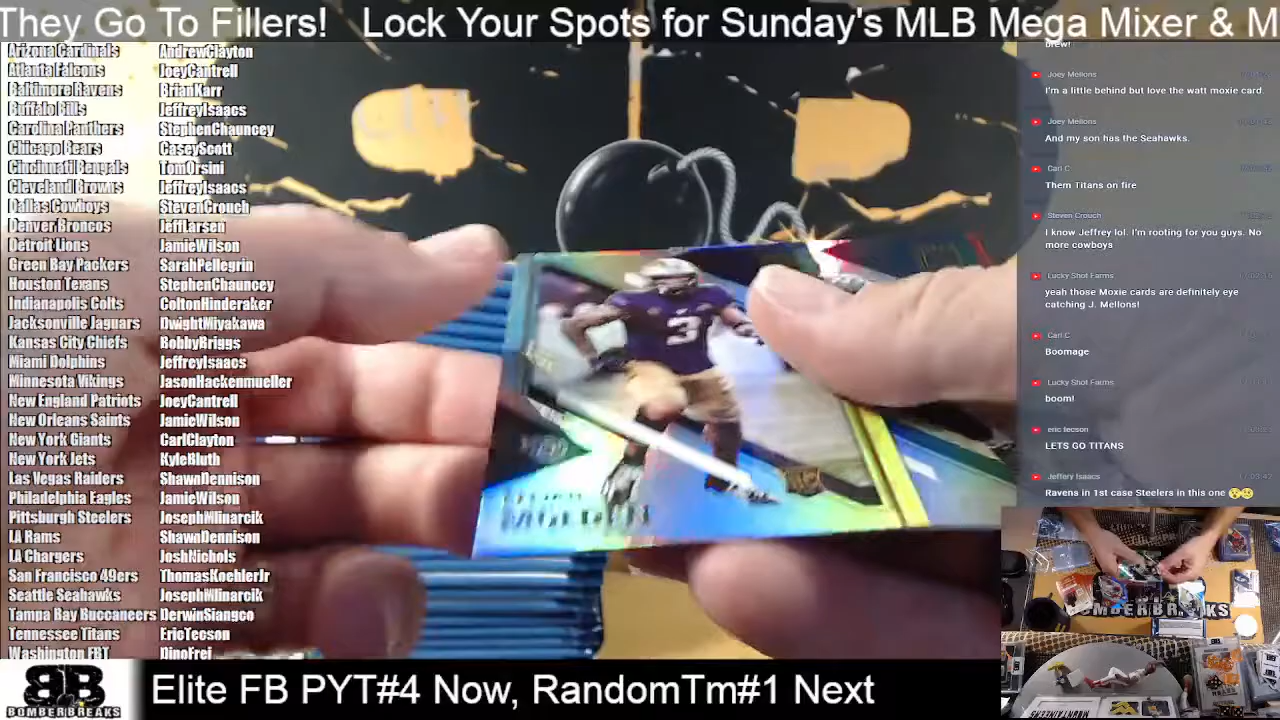 They Go To Fillers! Lock Your Spots for Sunday's MLB Mega Mixer & M
Arizona Cardinals AndrewClayton
Atlanta Falcons JoeyCantrell
Baltimore Ravens BrianKarr
Buffalo Bills JeffreyIsaacs
Carolina Panthers StephenChauncey
Chicago Bears CaseyScott
Cincinnati Bengals TomOrsini
Cleveland Browns JeffreyIsaacs
Dallas Cowboys StevenCrouch
Denver Broncos JeffLarsen
Detroit Lions JamieWilson
Green Bay Packers SarahPellegrin
Houston Texans StephenChauncey
Indianapolis Colts ColtonHinderaker
Jacksonville Jaguars DwightMiyakawa
Kansas City Chiefs BobbyBriggs
Miami Dolphins JeffreyIsaacs
Minnesota Vikings JasonHackenmueller
New England Patriots JoeyCantrell
New Orleans Saints JamieWilson
New York Giants CarlClayton
New York Jets KyleBluth
Las Vegas Raiders ShawnDennison
Philadelphia Eagles JamieWilson
Pittsburgh Steelers JosephMlinarcik
LA Rams ShawnDennison
LA Chargers JoshNichols
San Francisco 49ers ThomasKoehlerJr
Seattle Seahawks JosephMlinarcik
Tampa Bay Buccaneers DerwinSiangco
Tennessee Titans EricTecson
Washington FBT DinoFrei
3
brew!
Joey Mellons
I'm a little behind but love the watt moxie card.
Joey Mellons
And my son has the Seahawks.
Carl C
Them Titans on fire
Steven Crouch
I know Jeffrey lol. I'm rooting for you guys. No
more cowboys
Lucky Shot Farms
yeah those Moxie cards are definitely eye
catching J. Mellons!
Carl C
Boomage
Lucky Shot Farms
boom!
eric tecson
LETS GO TITANS
Jeffery Isaacs
Ravens in 1st case Steelers in this one
BOMBERBREAKS
BB
BOMBERBREAKS
Elite FB PYT#4 Now, RandomTm#1 Next